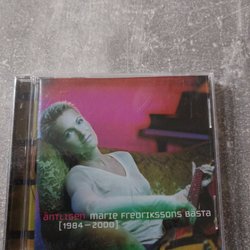 äntligen marie fredrikssons bästa
[1984–2000]